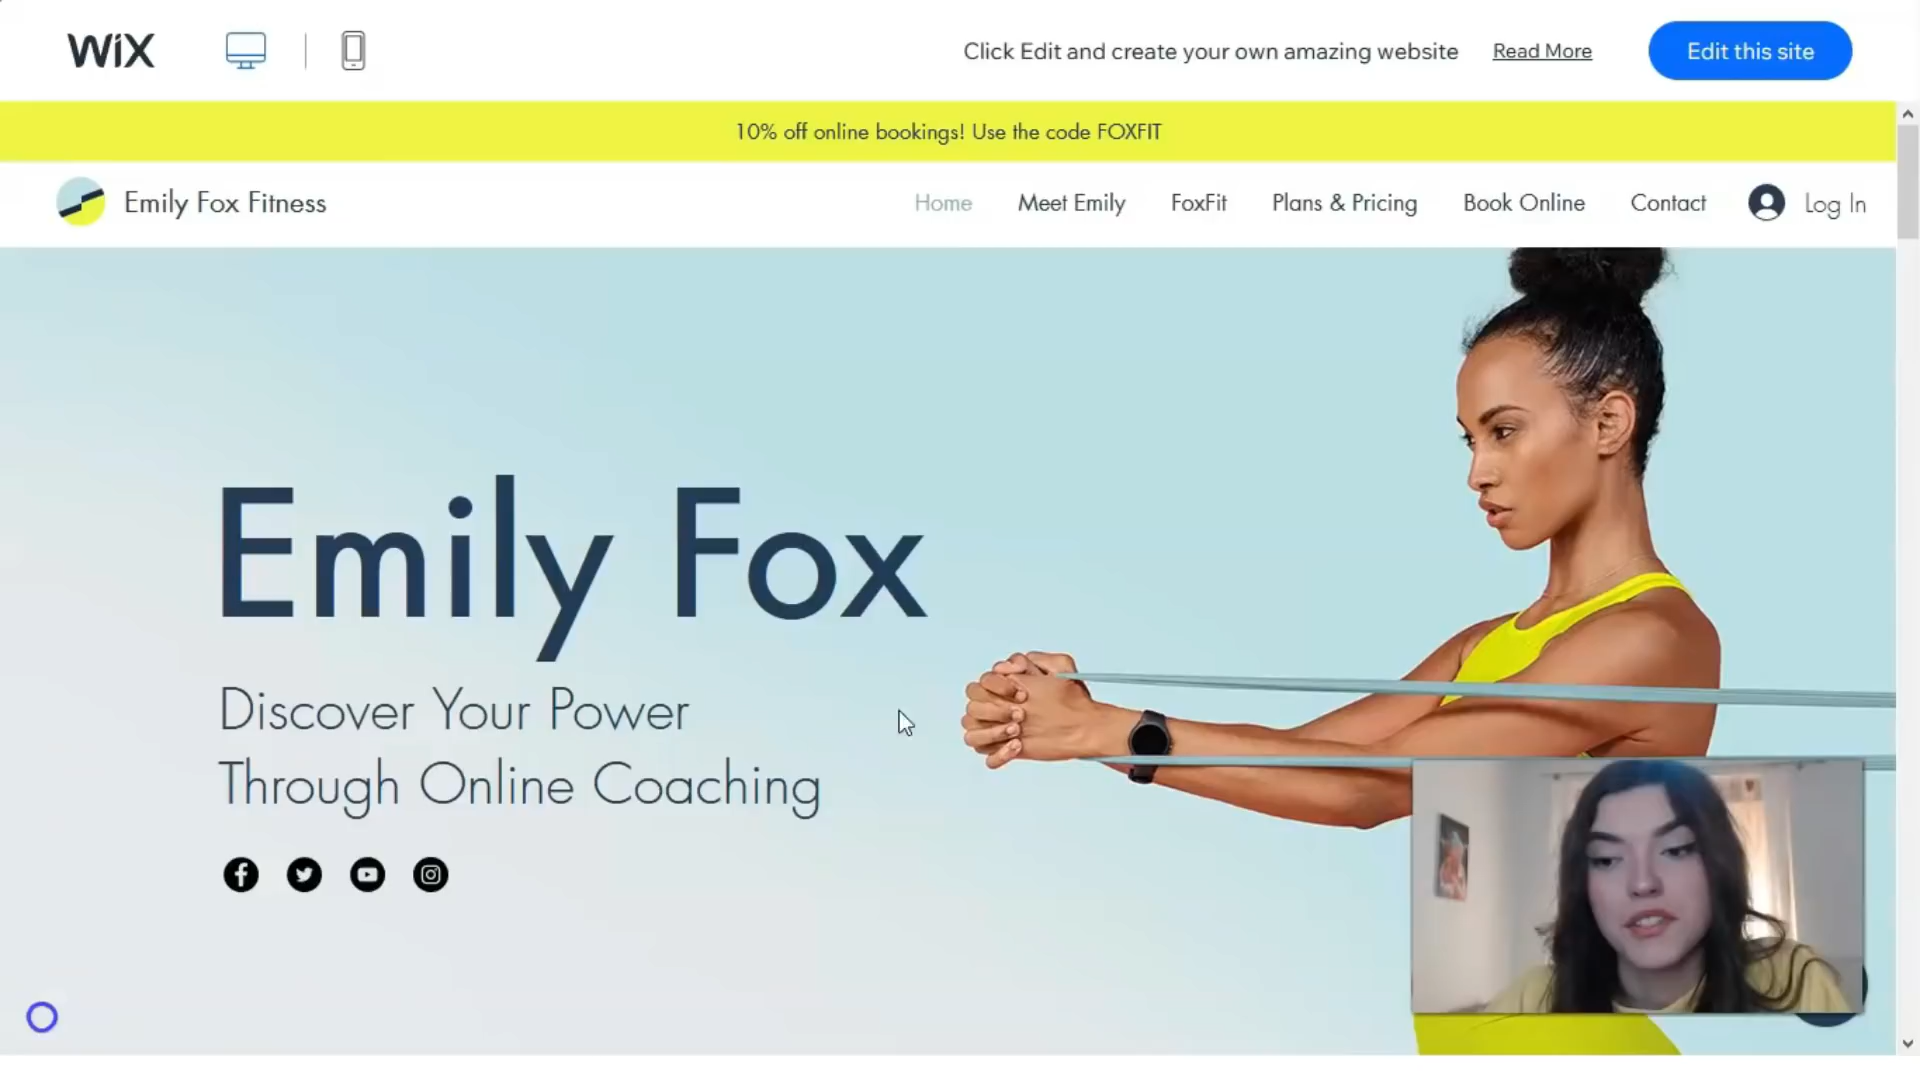 WiX
Click Edit and create your own amazing website Read More Edit this site
10% off online bookings! Use the code FOXFIT
Emily Fox Fitness Home Meet Emily FoxFit Plans & Pricing Book Online Contact Log In
Emily Fox
Discover Your Power
Through Online Coaching